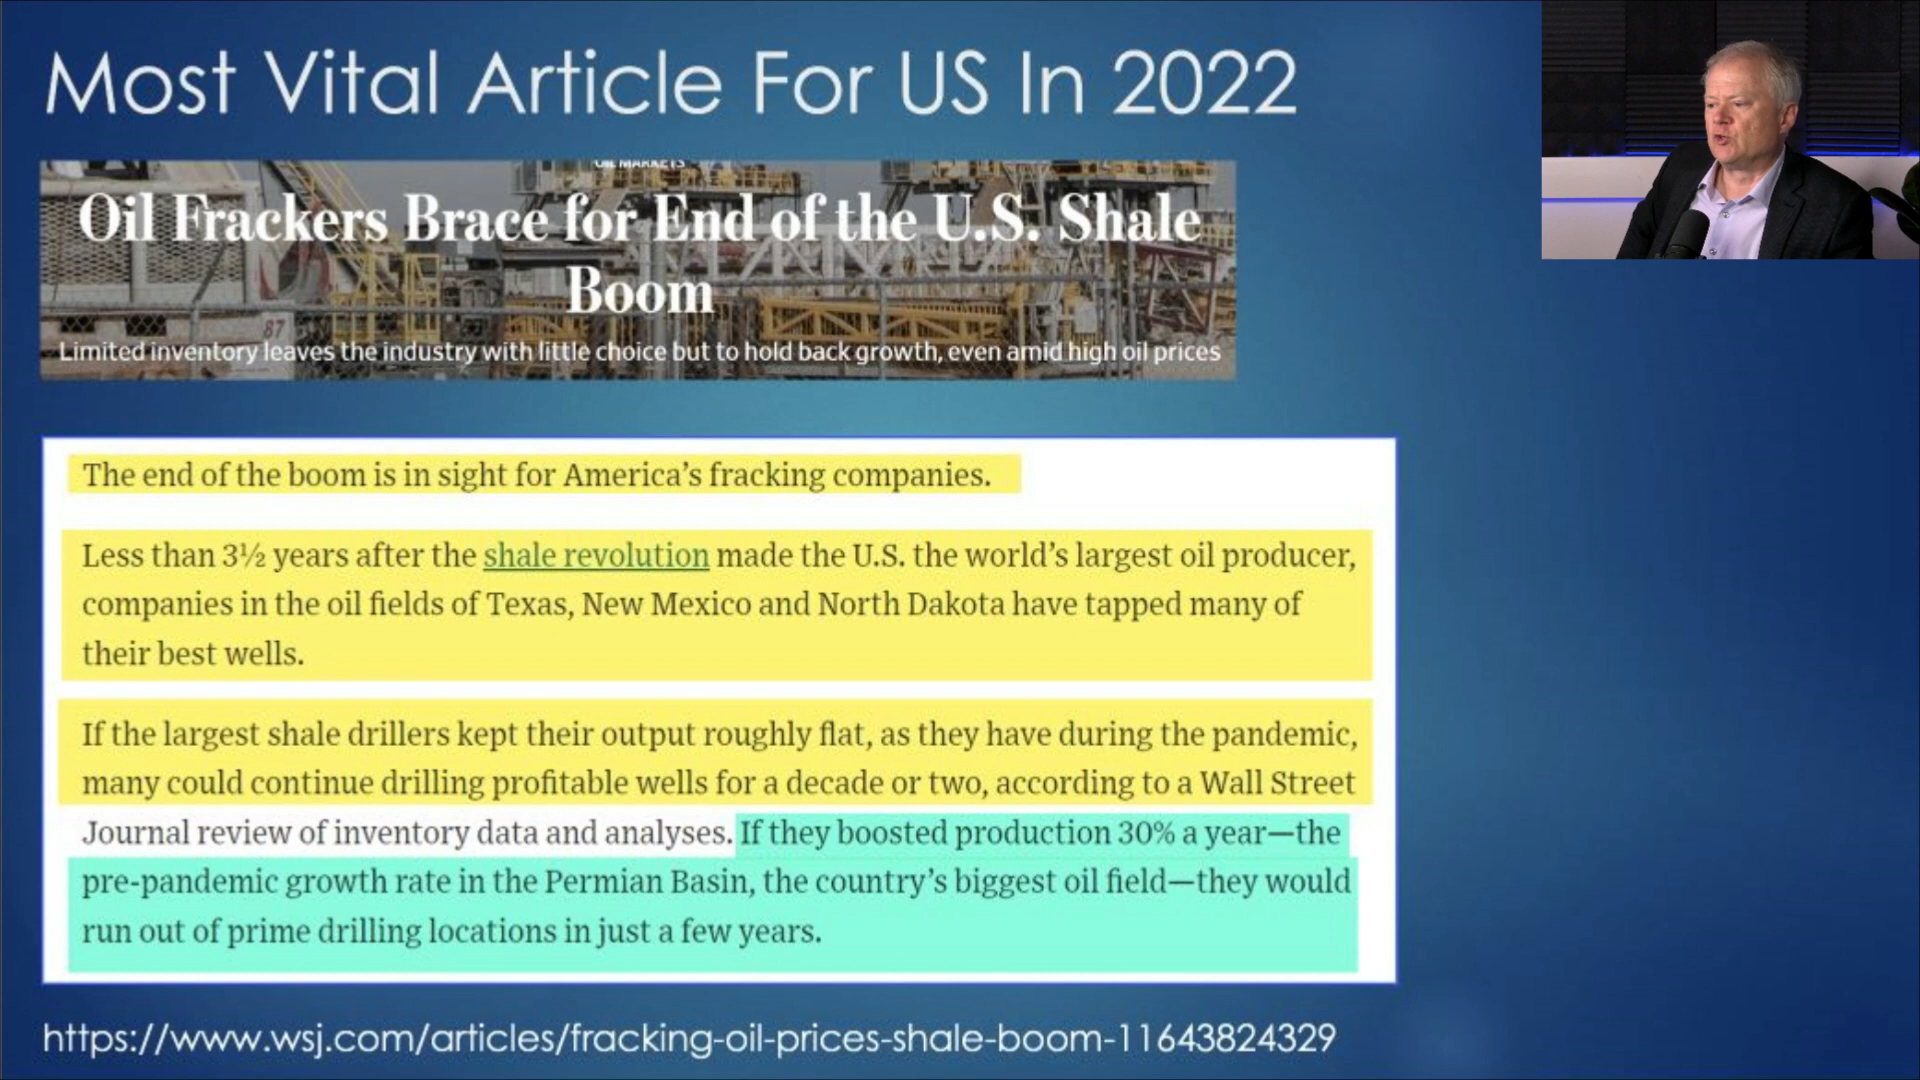 Most Vital Article For US In 2022
OIL MARKETS
Oil Frackers Brace for End of the U.S. Shale
Boom
87
Limited inventory leaves the industry with little choice but to hold back growth, even amid high oil prices
The end of the boom is in sight for America’s fracking companies.
Less than 3½ years after the shale revolution made the U.S. the world’s largest oil producer,
companies in the oil fields of Texas, New Mexico and North Dakota have tapped many of
their best wells.
If the largest shale drillers kept their output roughly flat, as they have during the pandemic,
many could continue drilling profitable wells for a decade or two, according to a Wall Street
Journal review of inventory data and analyses. If they boosted production 30% a year—the
pre-pandemic growth rate in the Permian Basin, the country’s biggest oil field—they would
run out of prime drilling locations in just a few years.
https://www.wsj.com/articles/fracking-oil-prices-shale-boom-11643824329